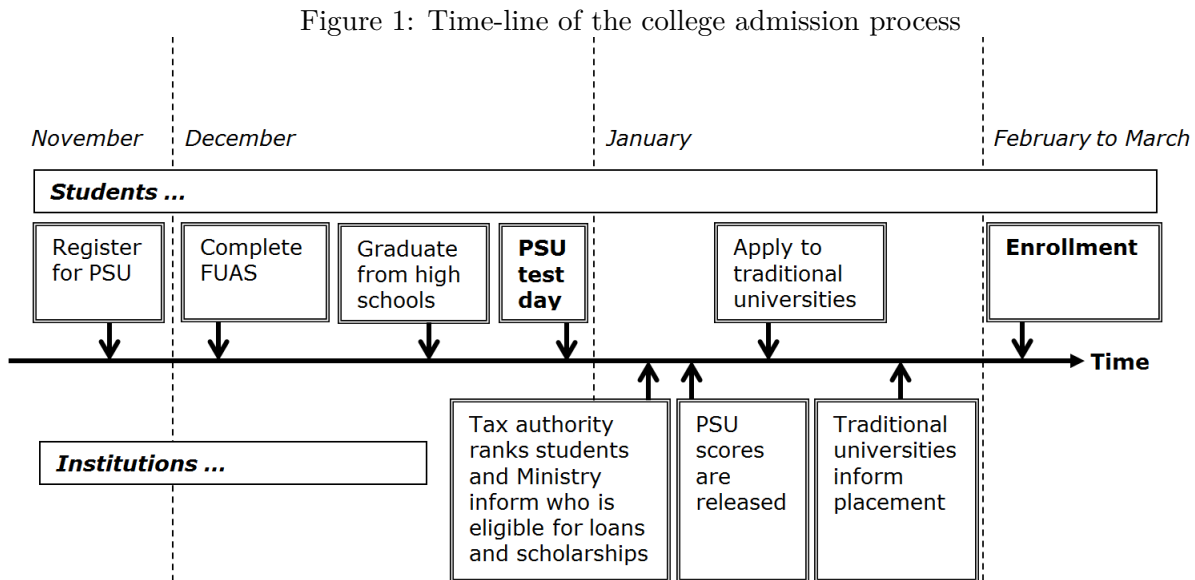 Figure 1: Time-line of the college admission process
November
December
January
February to March
Students ...
Register
for PSU
Complete
FUAS
Graduate
from high
schools
PSU
test
day
Apply to
traditional
universities
Enrollment
Time
Institutions ...
Tax authority
ranks students
and Ministry
inform who is
eligible for loans
and scholarships
PSU
scores
are
released
Traditional
universities
inform
placement